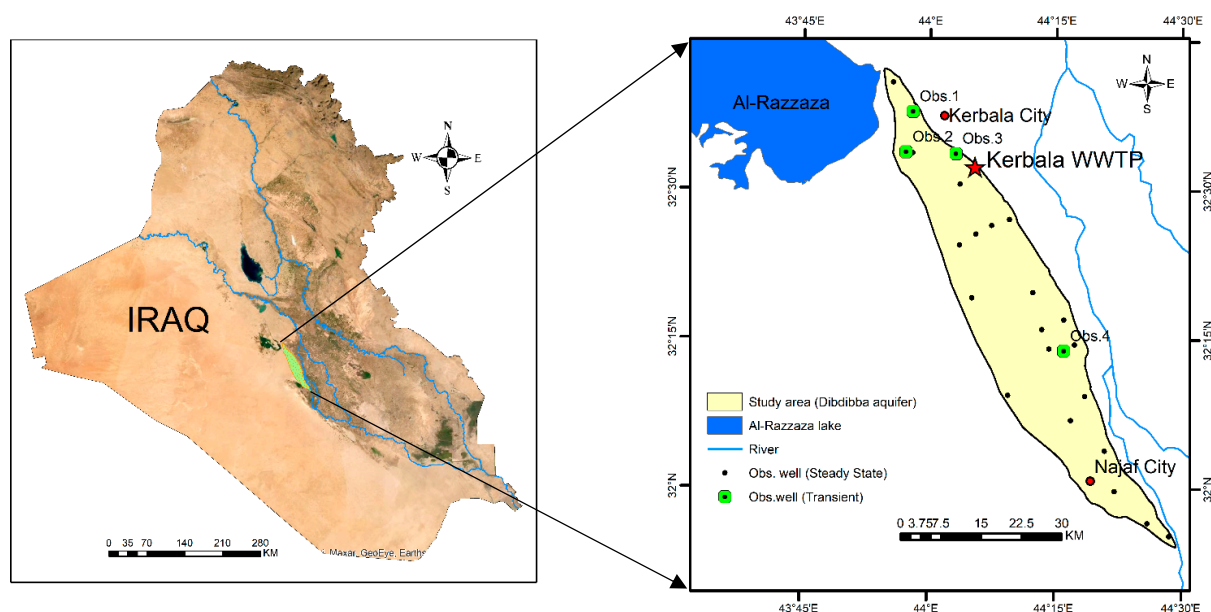 N
W E
S
IRAQ
0 35 70 140 210 280
KM
Maxar, GeoEye, Earths
43°45'E 44°E 44°15'E 44°30'E
Al-Razzaza
N
W E
S
Obs.1
Kerbala City
Obs.2
Obs.3
Kerbala WWTP
32°30'N
32°30'N
32°15'N
32°15'N
Obs.4
Study area (Dibdibba aquifer)
Al-Razzaza lake
River
Obs. well (Steady State)
Obs.well (Transient)
Najaf City
32°N
32°N
0 3.757.5 15 22.5 30
KM
43°45'E 44°E 44°15'E 44°30'E